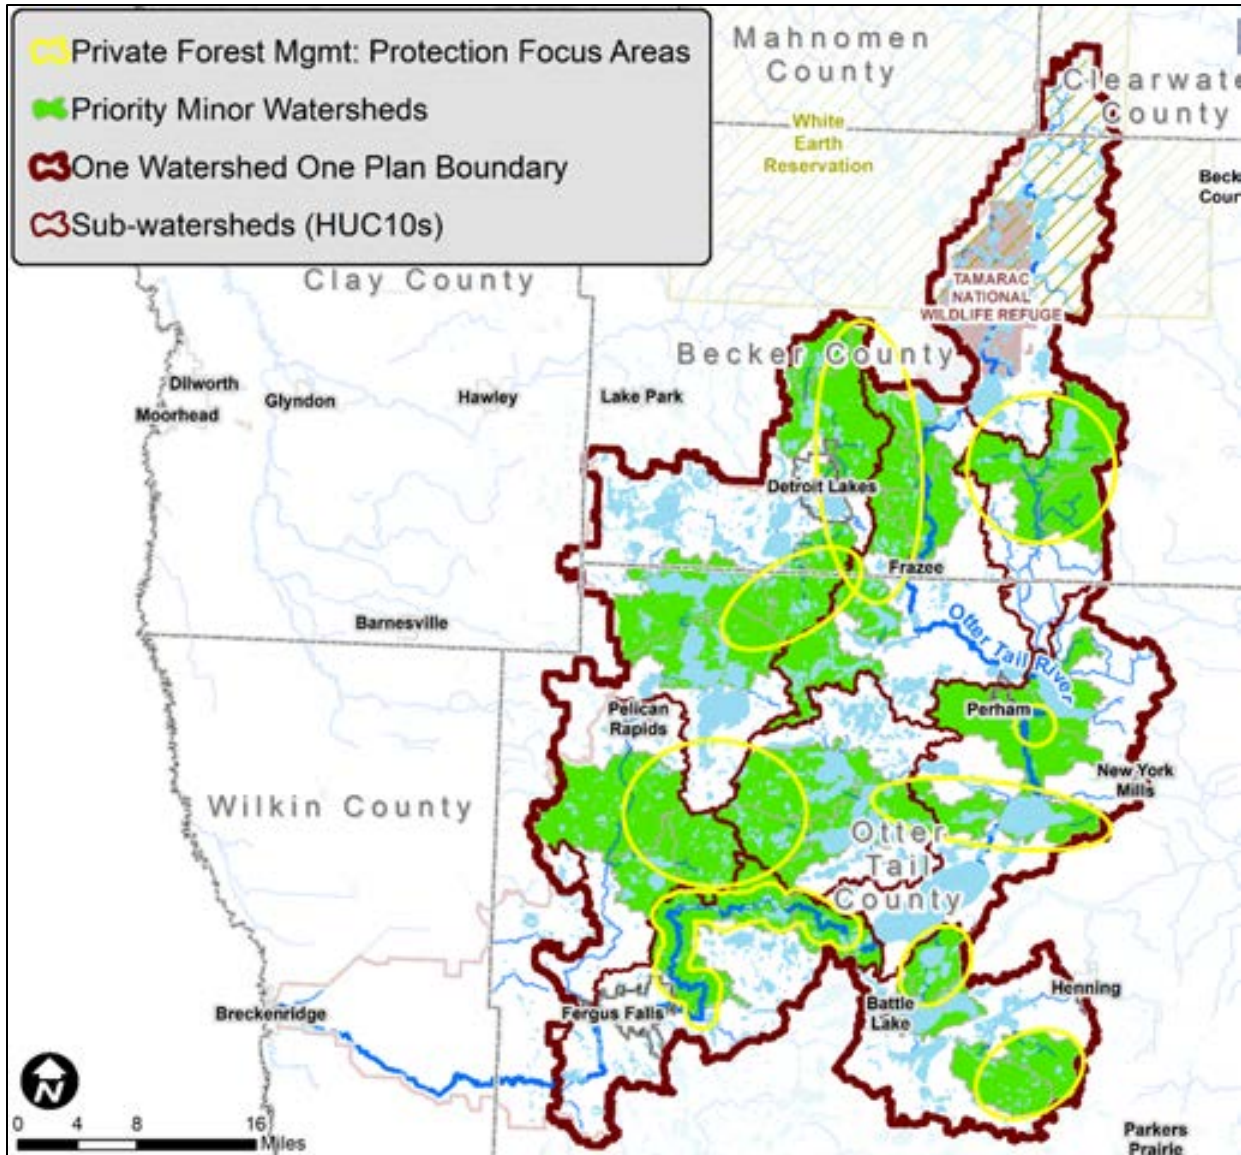 Private Forest Mgmt: Protection Focus Areas
Priority Minor Watersheds
One Watershed One Plan Boundary
Sub-watersheds (HUC10s)
Mahnomen
County
Clearwate
County
White
Earth
Reservation
Beck
Cour
TAMARAC
NATIONAL
WILDLIFE REFUGE
Clay County
Becker County
Dilworth
Moorhead
Glyndon
Hawley
Lake Park
Detroit Lakes
Frazee
Barnesville
Otter Tail River
Pelican
Rapids
Perham
New York
Mills
Wilkin County
Otter
Tail
County
Breckenridge
Fergus Falls
Battle
Lake
Henning
Parkers
Prairie
N
0 4 8 16
Miles